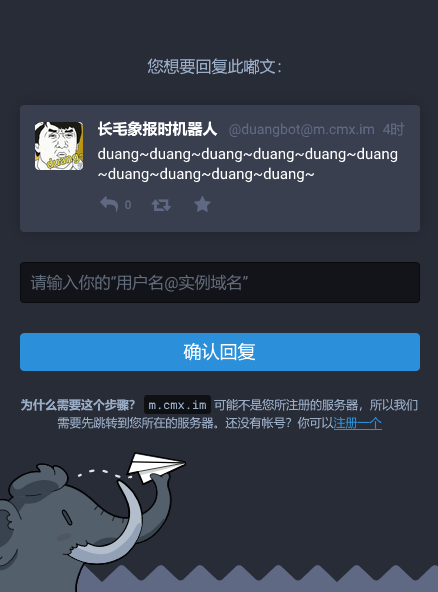 您想要回复此嘟文：
长毛象报时机器人 @duangbot@m.cmx.im 4时
duang~duang~duang~duang~duang~duang
~duang~duang~duang~duang~
0
请输入你的“用户名@实例域名”
确认回复
为什么需要这个步骤？ m.cmx.im 可能不是您所注册的服务器，所以我们
需要先跳转到您所在的服务器。还没有帐号？你可以注册一个
duang